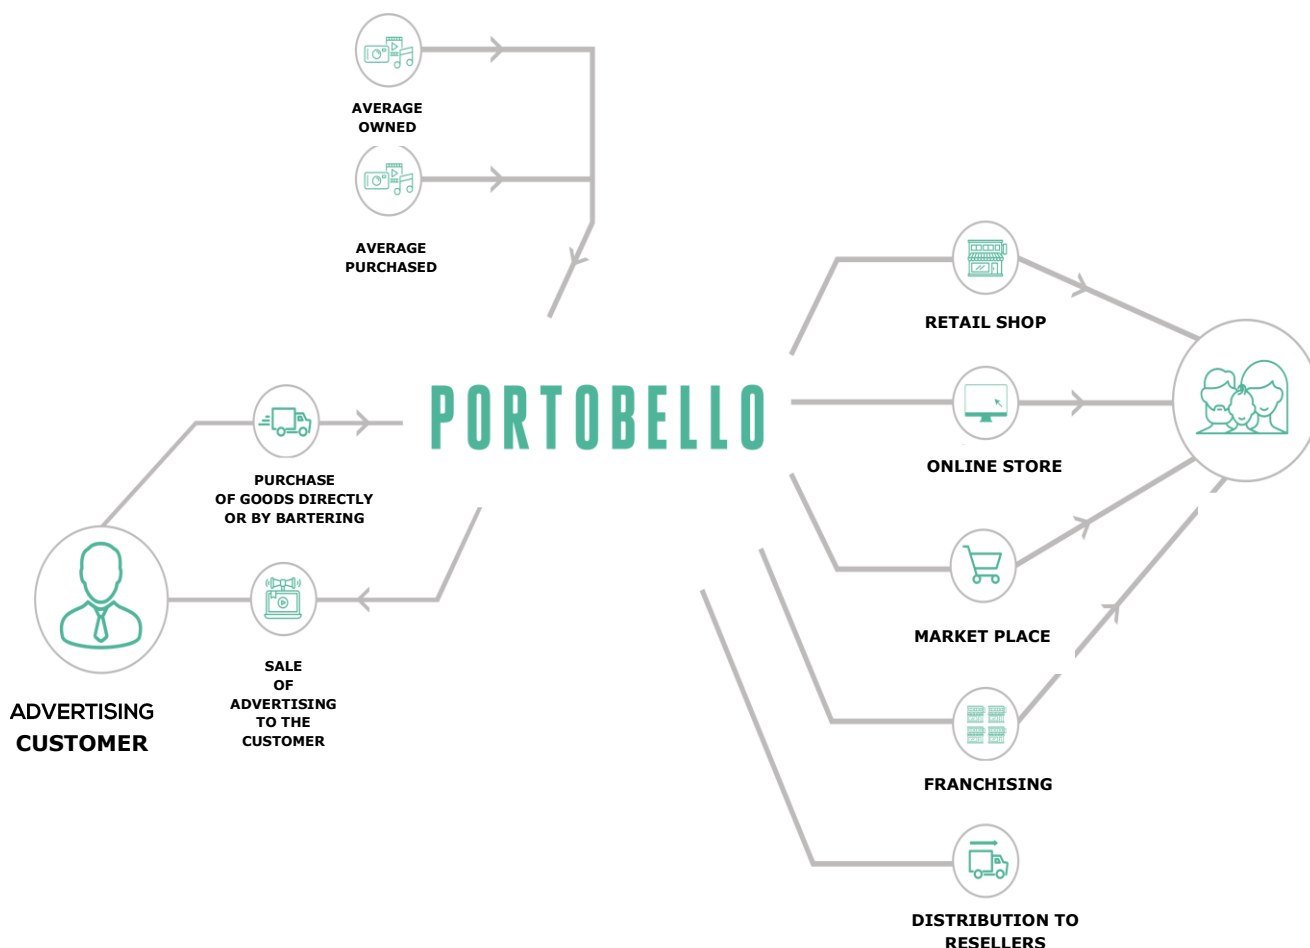 AVERAGE
OWNED
AVERAGE
PURCHASED
RETAIL SHOP
PORTOBELLO
ONLINE STORE
PURCHASE
OF GOODS DIRECTLY
OR BY BARTERING
MARKET PLACE
SALE
OF
ADVERTISING
TO THE
CUSTOMER
ADVERTISING
CUSTOMER
FRANCHISING
DISTRIBUTION TO
RESELLERS